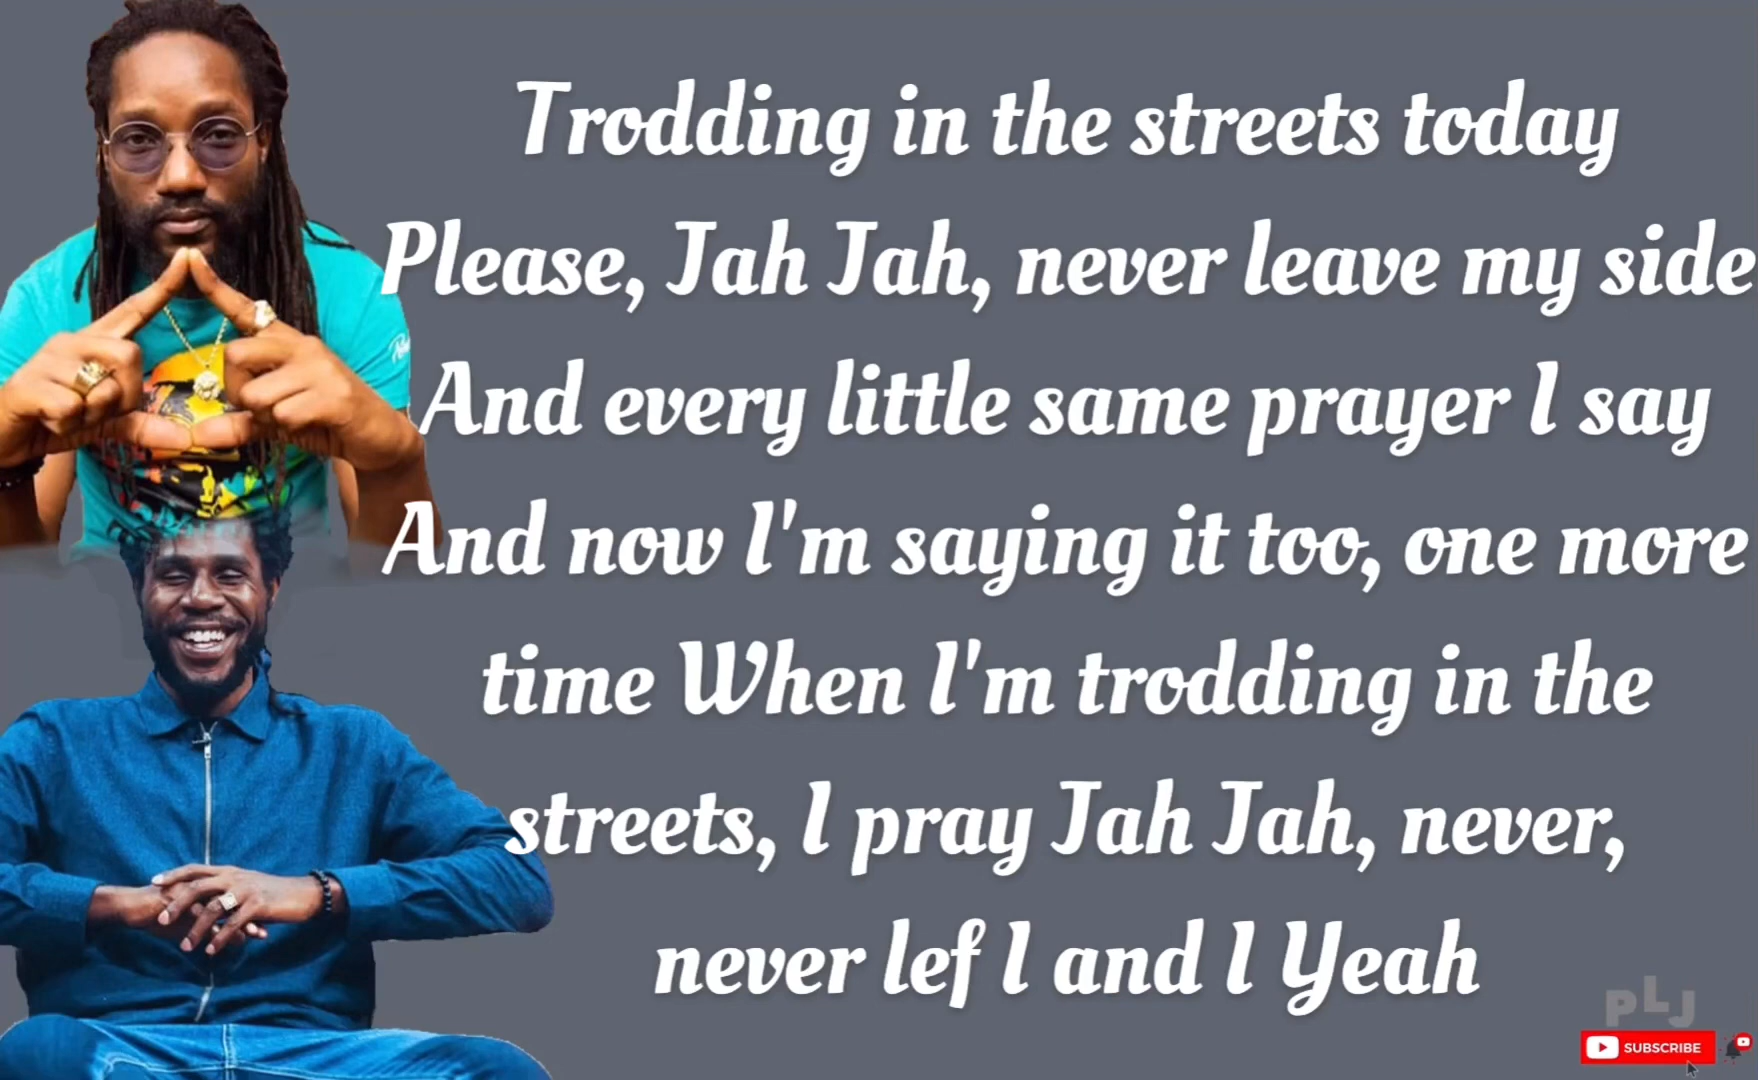 Trodding in the streets today
Please, Jah Jah, never leave my side
And every little same prayer I say
And now I'm saying it too, one more
time When I'm trodding in the
streets, I pray Jah Jah, never,
never lef I and I Yeah
PLJ
SUBSCRIBE